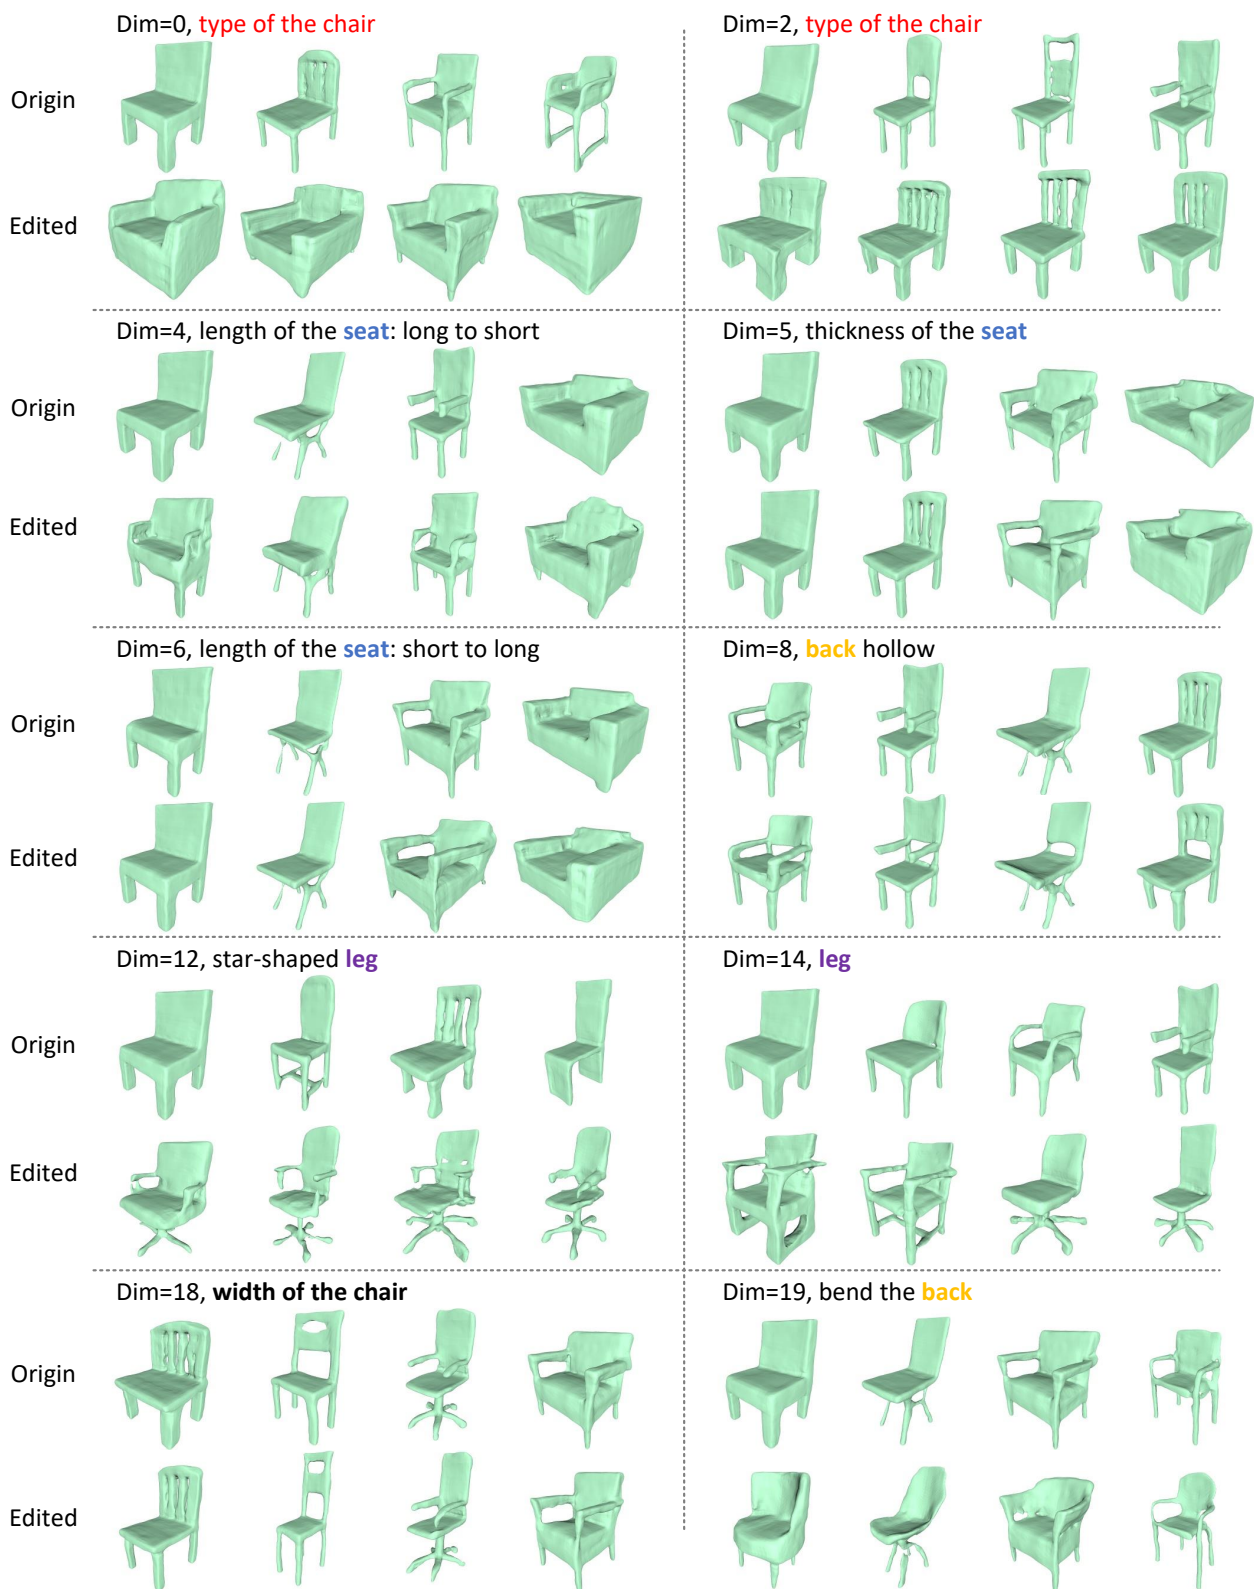 Dim=0, type of the chair
Dim=2, type of the chair
Origin
Edited
Dim=4, length of the seat: long to short
Dim=5, thickness of the seat
Origin
Edited
Dim=6, length of the seat: short to long
Dim=8, back hollow
Origin
Edited
Dim=12, star-shaped leg
Dim=14, leg
Origin
Edited
Dim=18, width of the chair
Dim=19, bend the back
Origin
Edited